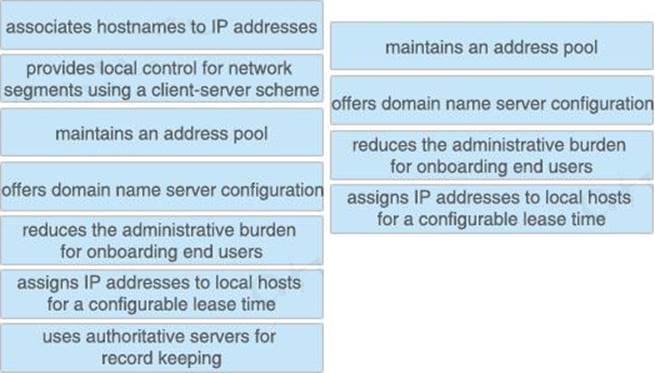 associates hostnames to IP addresses
provides local control for network
segments using a client-server scheme
maintains an address pool
offers domain name server configuration
reduces the administrative burden
for onboarding end users
assigns IP addresses to local hosts
for a configurable lease time
uses authoritative servers for
record keeping
maintains an address pool
offers domain name server configuration
reduces the administrative burden
for onboarding end users
assigns IP addresses to local hosts
for a configurable lease time